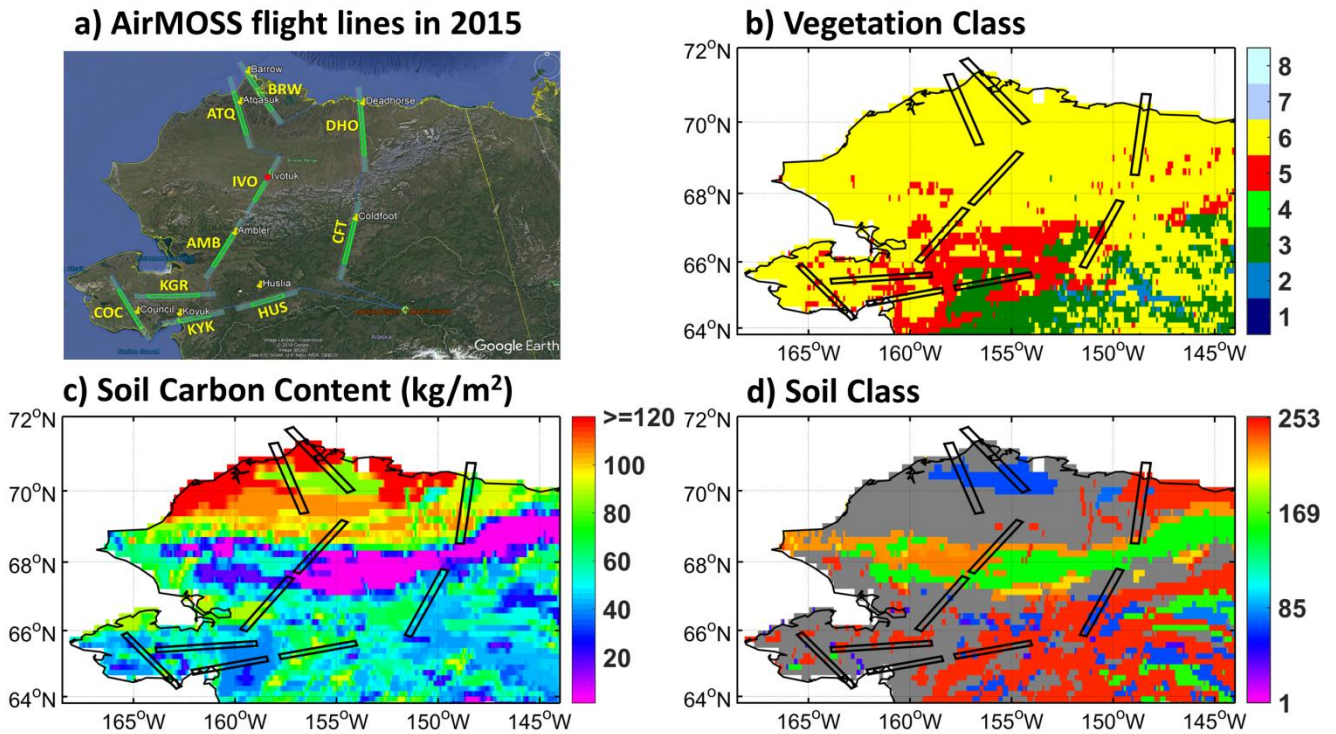 a) AirMOSS flight lines in 2015
Barrow
BRW
ATQ
Atqasuk
Deadhorse
DHO
IVO
Ivotuk
Coldfoot
CFT
AMB
Ambler
KGR
Huslia
HUS
COC
Council
Koyuk
KYK
Alaska
Google Earth
b) Vegetation Class
72°N
70°N
68°N
66°N
64°N
165°W 160°W 155°W 150°W 145°W
8
7
6
5
4
3
2
1
c) Soil Carbon Content (kg/m²)
72°N
70°N
68°N
66°N
64°N
165°W 160°W 155°W 150°W 145°W
>=120
100
80
60
40
20
d) Soil Class
72°N
70°N
68°N
66°N
64°N
165°W 160°W 155°W 150°W 145°W
253
169
85
1